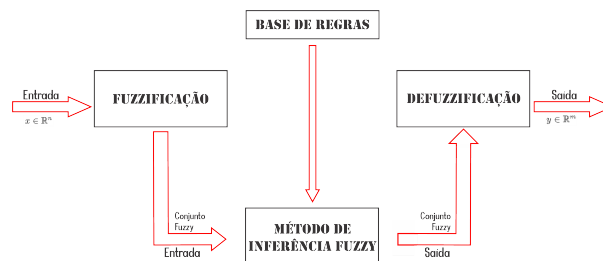 BASE DE REGRAS
Entrada
x ∈ ℝⁿ
FUZZIFICAÇÃO
DEFUZZIFICAÇÃO
Saída
y ∈ ℝᵐ
Conjunto
Fuzzy
Entrada
MÉTODO DE
INFERÊNCIA FUZZY
Conjunto
Fuzzy
Saída